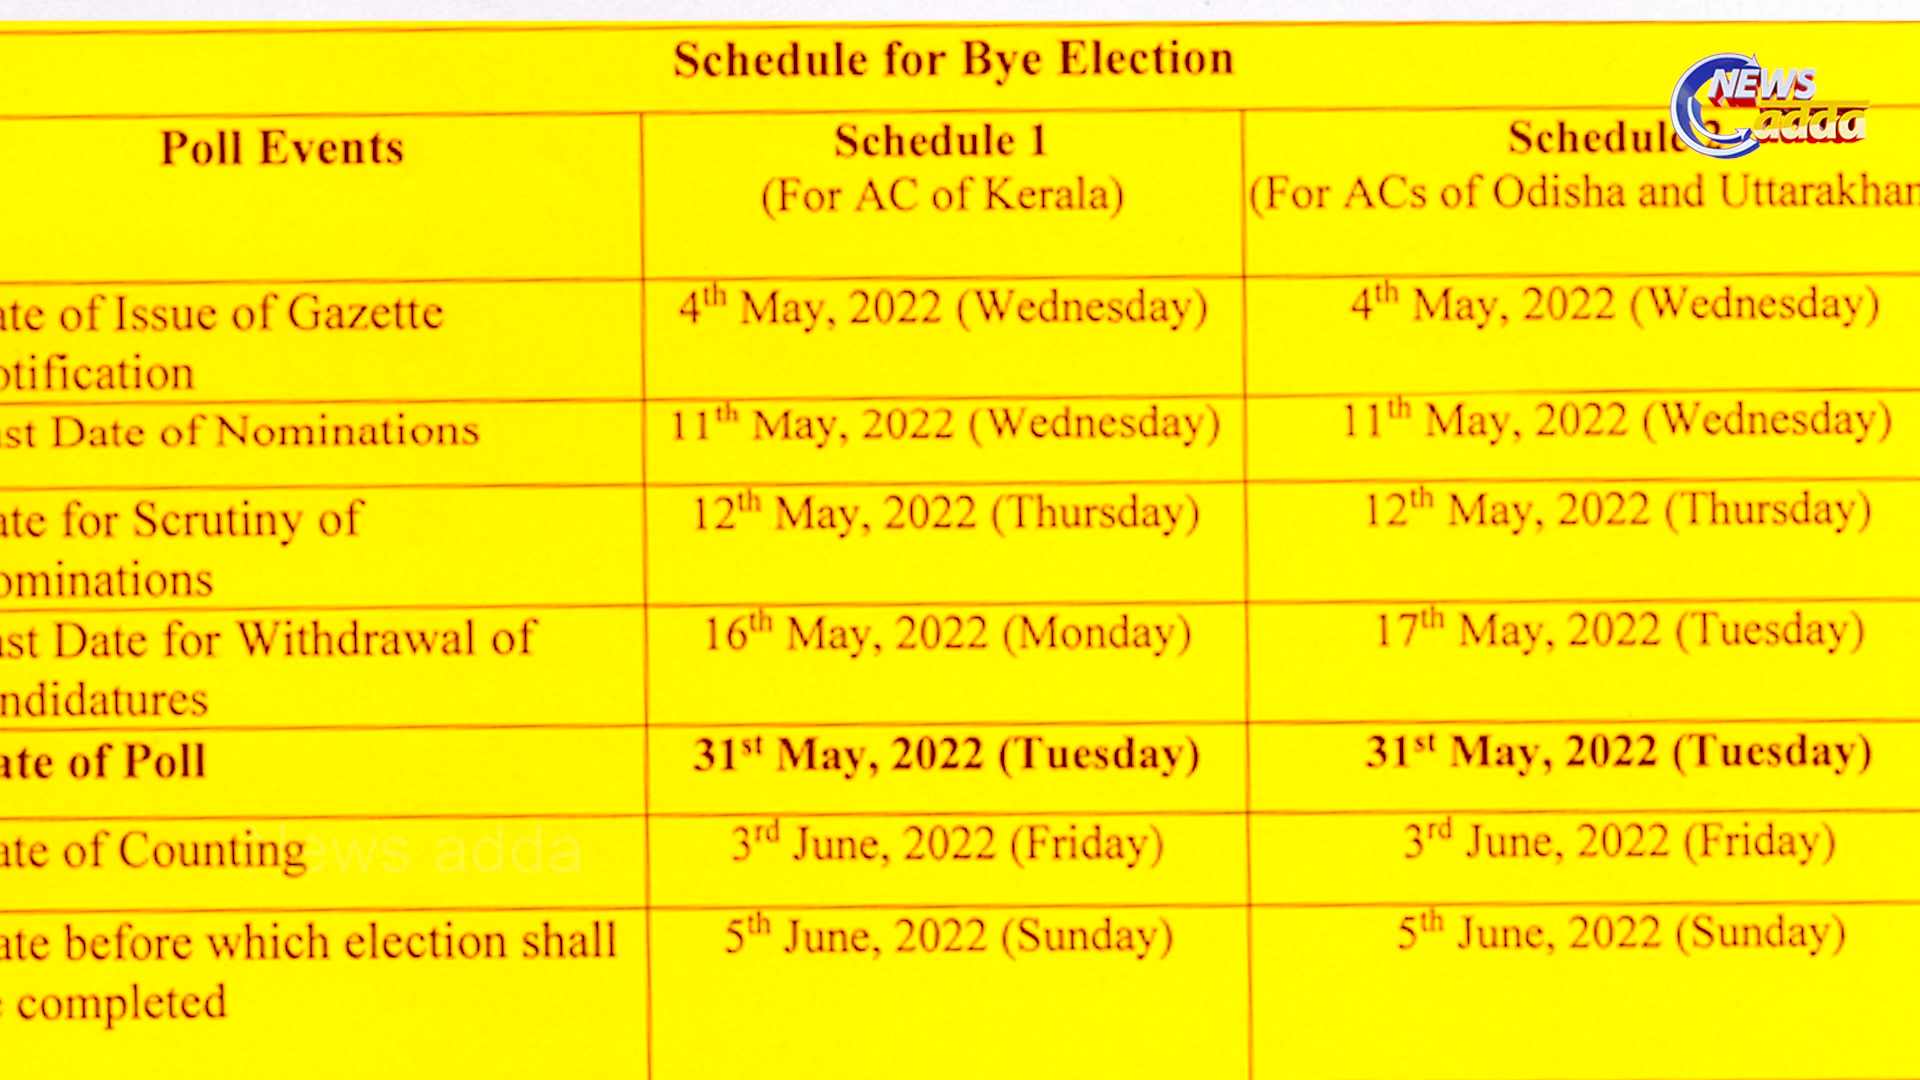 Schedule for Bye Election
NEWS
adda
Poll Events
Schedule 1
(For AC of Kerala)
Schedule 2
(For ACs of Odisha and Uttarakhan
ate of Issue of Gazette
otification
4th May, 2022 (Wednesday)
4th May, 2022 (Wednesday)
ast Date of Nominations
11th May, 2022 (Wednesday)
11th May, 2022 (Wednesday)
ate for Scrutiny of
ominations
12th May, 2022 (Thursday)
12th May, 2022 (Thursday)
ast Date for Withdrawal of
ndidatures
16th May, 2022 (Monday)
17th May, 2022 (Tuesday)
ate of Poll
31st May, 2022 (Tuesday)
31st May, 2022 (Tuesday)
ate of Counting
News adda
3rd June, 2022 (Friday)
3rd June, 2022 (Friday)
ate before which election shall
e completed
5th June, 2022 (Sunday)
5th June, 2022 (Sunday)